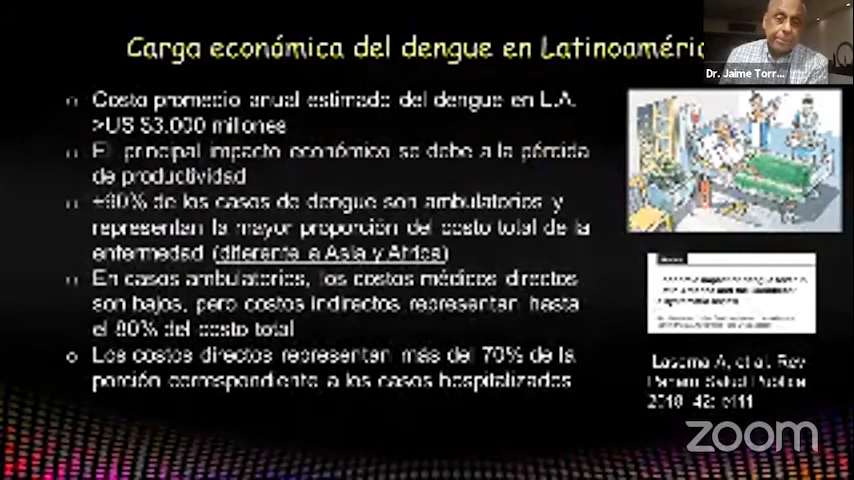 Carga económica del dengue en Latinoaméric
Dr. Jaime Torr...
Costo promedio anual estimado del dengue en L.A.
>US $3.000 millones
El principal impacto económico se debe a la pérdida
de productividad
±90% de los casos de dengue son ambulatorios y
representan la mayor proporción del costo total de la
enfermedad (diferente a Asia y Africa)
En casos ambulatorios, los costos médicos directos
son bajos, pero costos indirectos representan hasta
el 80% del costo total
Los costos directos representan más del 70% de la
porción correspondiente a los casos hospitalizados
A, et al. Rev
Panam Salud Publica
2018; 42: e111
zoom